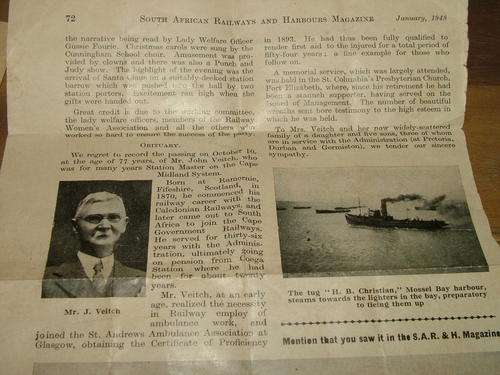 72
SOUTH AFRICAN RAILWAYS AND HARBOURS MAGAZINE
January, 1948
the narrative being read by Lady Welfare Officer
Gussie Fourie. Christmas carols were sung by the
Cunningham School choir. Amusement was pro-
vided by clowns and there was also a Punch and
Judy show. The highlight of the evening was the
arrival of Santa Claus on a suitably-decked station
barrow which was pushed into the hall by two
station porters. Excitement ran high when the
gifts were handed out.
Great credit is due to the working committee,
the lady welfare officer, members of the Railway
Women's Association and all the others who
worked so hard to ensure the success of the party.
OBITUARY.
We regret to record the passing on October 16,
at the age of 77 years, of Mr. John Veitch, who
was for many years Station Master on the Cape
Midland System.
Born at Ramornie,
Fifeshire, Scotland, in
1870, he commenced his
railway career with the
Caledonian Railways and
later came out to South
Africa to join the Cape
Government Railways.
He served for thirty-six
years with the Adminis-
tration, ultimately going
on pension from Coega
Station where he had
been for about twenty
years.
Mr. Veitch, at an early
age, realized the necessity
in Railway employ of
ambulance work, and
joined the St. Andrews Ambulance Association at
Glasgow, obtaining the Certificate of Proficiency
Mr. J. Veitch
in 1893. He had thus been fully qualified to
render first aid to the injured for a total period of
fifty-four years; a fine example for those who
follow on.
A memorial service, which was largely attended,
was held in the St. Columba's Presbyterian Church,
Port Elizabeth, where, since his retirement he had
been a staunch supporter, having served on the
Board of Management. The number of beautiful
wreaths sent bore testimony to the high esteem in
which he was held.
To Mrs. Veitch and her now widely-scattered
family of a daughter and five sons, three of whom
are in service with the Administration (at Pretoria,
Durban and Germiston), we tender our sincere
sympathy.
The tug "H. B. Christian," Mossel Bay harbour,
steams towards the lighters in the bay, preparatory
to tieing them up
Mention that you saw it in the S.A.R. & H. Magazine